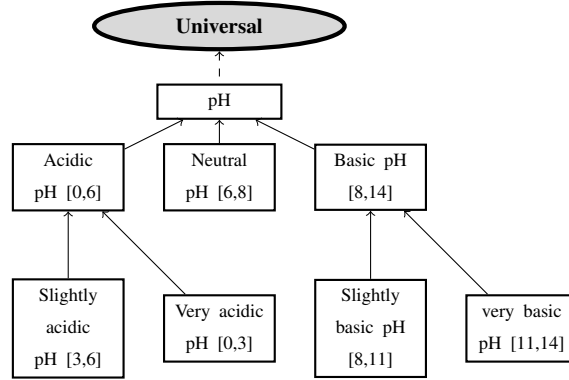 Universal
pH
Acidic
pH [0,6]
Neutral
pH [6,8]
Basic pH
[8,14]
Slightly
acidic
pH [3,6]
Very acidic
pH [0,3]
Slightly
basic pH
[8,11]
very basic
pH [11,14]